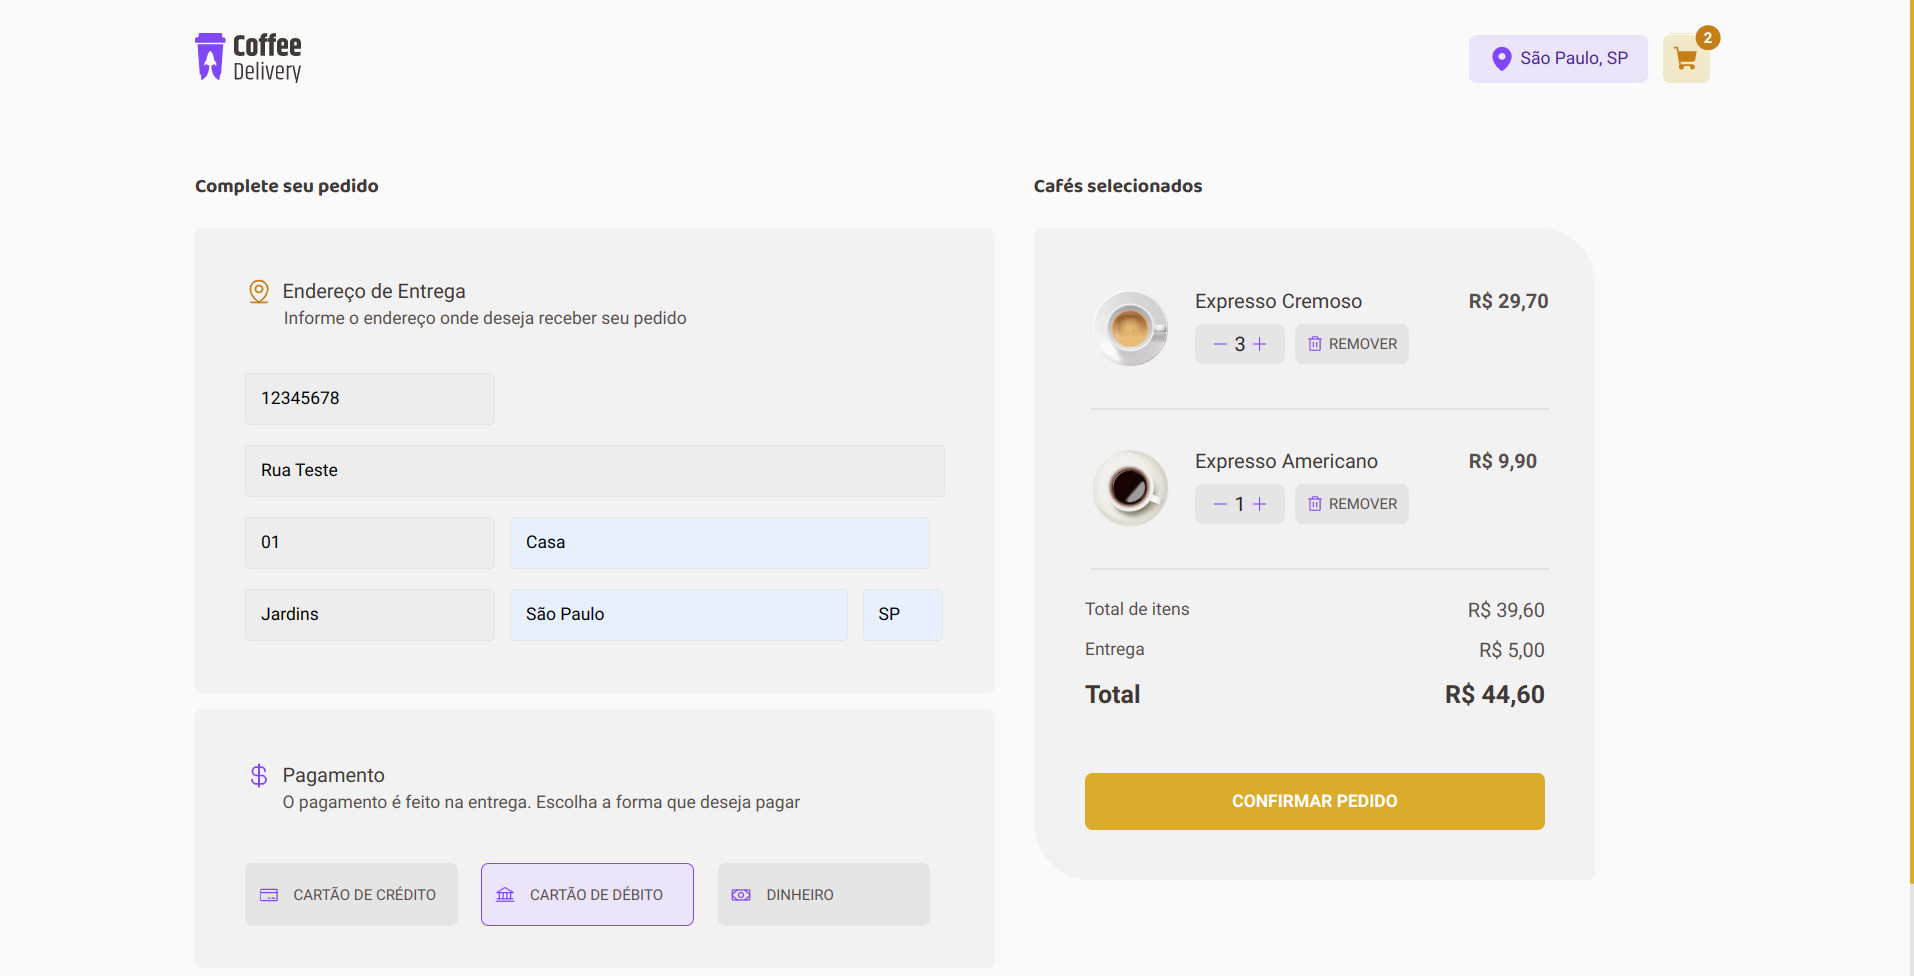 Coffee
Delivery
São Paulo, SP
2
Complete seu pedido
Endereço de Entrega
Informe o endereço onde deseja receber seu pedido
12345678
Rua Teste
01
Casa
Jardins
São Paulo
SP
Pagamento
O pagamento é feito na entrega. Escolha a forma que deseja pagar
CARTÃO DE CRÉDITO
CARTÃO DE DÉBITO
DINHEIRO
Cafés selecionados
Expresso Cremoso
R$ 29,70
3
REMOVER
Expresso Americano
R$ 9,90
1
REMOVER
Total de itens
R$ 39,60
Entrega
R$ 5,00
Total
R$ 44,60
CONFIRMAR PEDIDO